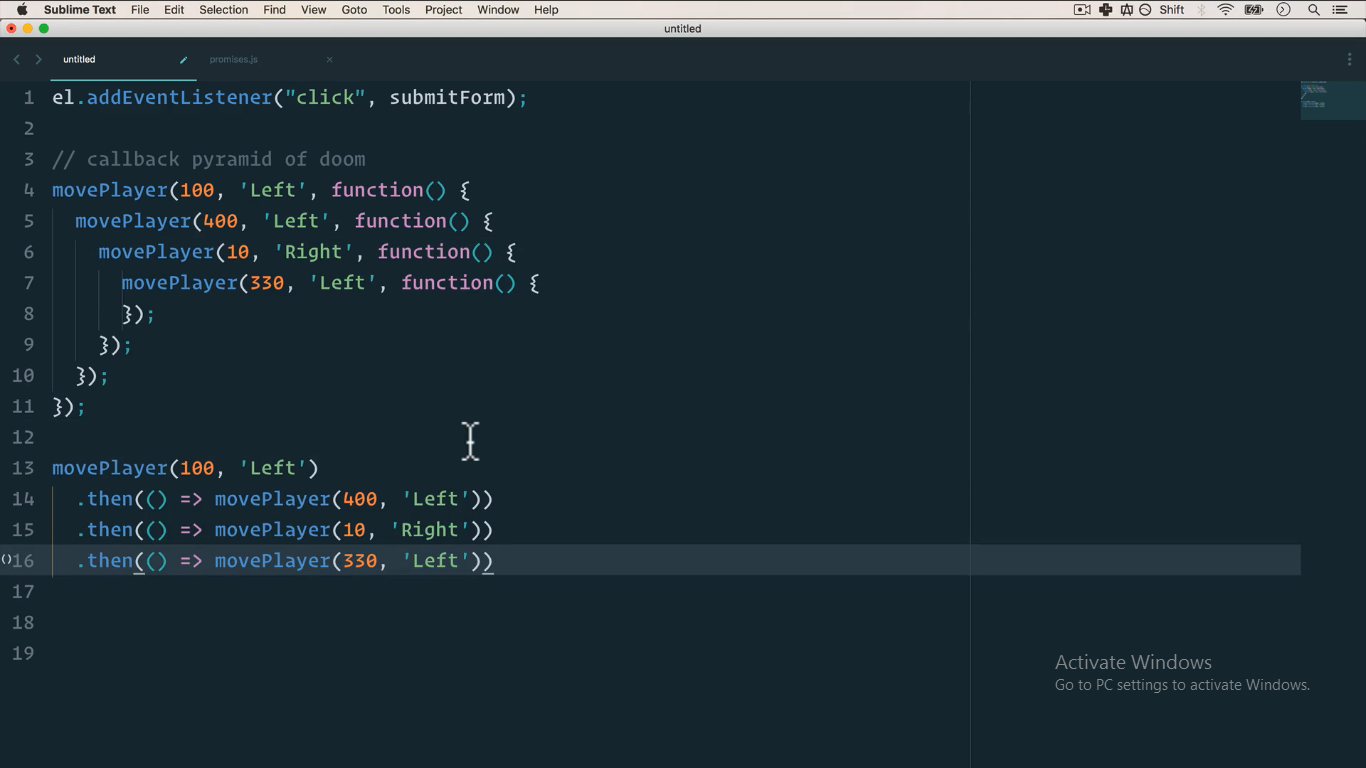 Sublime Text File Edit Selection Find View Goto Tools Project Window Help Shift
untitled
untitled promises.js
1 el.addEventListener("click", submitForm);
2
3 // callback pyramid of doom
4 movePlayer(100, 'Left', function() {
5   movePlayer(400, 'Left', function() {
6     movePlayer(10, 'Right', function() {
7       movePlayer(330, 'Left', function() {
8       });
9     });
10   });
11 });
12
13 movePlayer(100, 'Left')
14   .then(() => movePlayer(400, 'Left'))
15   .then(() => movePlayer(10, 'Right'))
()16   .then(() => movePlayer(330, 'Left'))
17
18
19
Activate Windows
Go to PC settings to activate Windows.